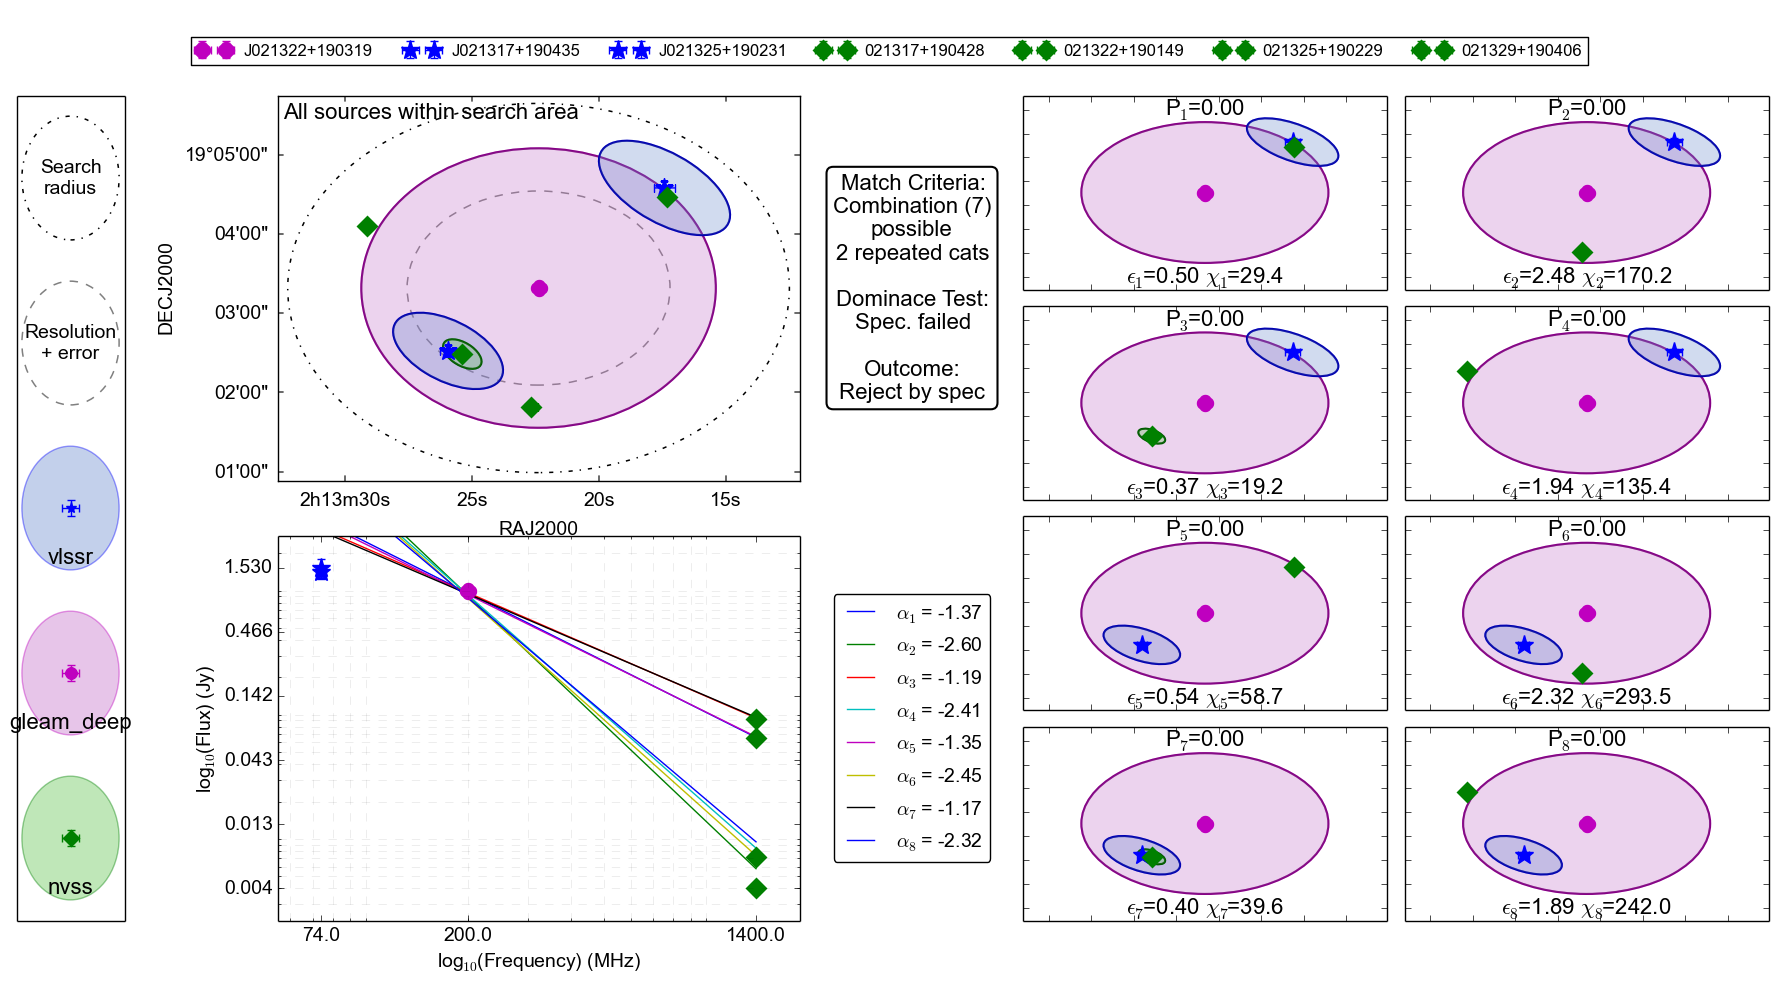 J021322+190319 J021317+190435 J021325+190231 021317+190428 021322+190149 021325+190229 021329+190406
Search
radius
Resolution
+ error
vlssr
gleam_deep
nvss
All sources within search area
DECJ2000
19°05'00"
04'00"
03'00"
02'00"
01'00"
2h13m30s 25s 20s 15s
RAJ2000
Match Criteria:
Combination (7)
possible
2 repeated cats
Dominace Test:
Spec. failed
Outcome:
Reject by spec
log10(Flux) (Jy)
1.530
0.466
0.142
0.043
0.013
0.004
74.0 200.0 1400.0
log10(Frequency) (MHz)
α1 = -1.37
α2 = -2.60
α3 = -1.19
α4 = -2.41
α5 = -1.35
α6 = -2.45
α7 = -1.17
α8 = -2.32
P1=0.00
ϵ1=0.50 χ1=29.4
P2=0.00
ϵ2=2.48 χ2=170.2
P3=0.00
ϵ3=0.37 χ3=19.2
P4=0.00
ϵ4=1.94 χ4=135.4
P5=0.00
ϵ5=0.54 χ5=58.7
P6=0.00
ϵ6=2.32 χ6=293.5
P7=0.00
ϵ7=0.40 χ7=39.6
P8=0.00
ϵ8=1.89 χ8=242.0